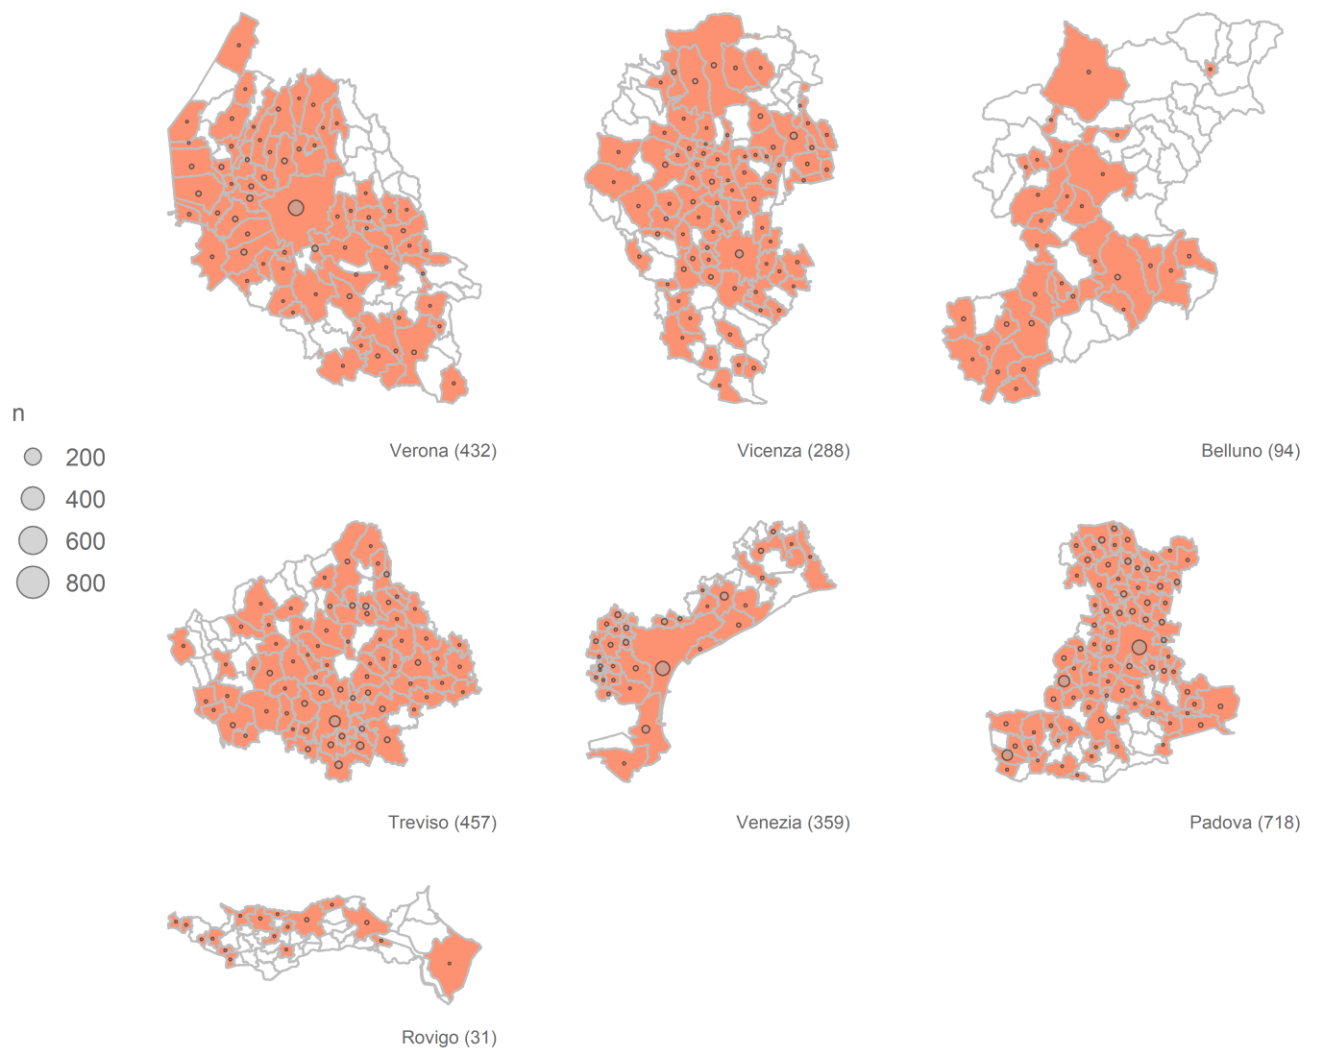 Verona (432)
Vicenza (288)
Belluno (94)
n
200
400
600
800
Treviso (457)
Venezia (359)
Padova (718)
Rovigo (31)